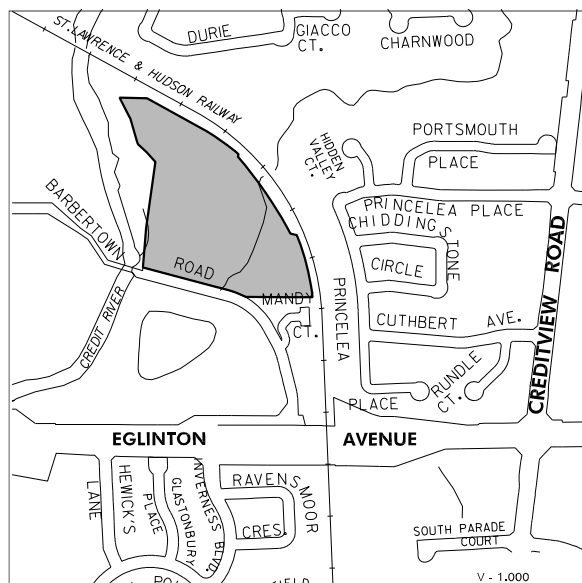 DURIE
GIACCO
CT.
CHARNWOOD
ST.LAWRENCE & HUDSON RAILWAY
PORTSMOUTH
PLACE
HIDDEN
VALLEY
CT.
BARBERTOWN
ROAD
PRINCELEA PLACE
CHIDDINGSTONE
CIRCLE
CREDITVIEW ROAD
CREDIT RIVER
MANDY
CT.
PRINCELEA
PLACE
CUTHBERT AVE.
RUNDLE
CT.
EGLINTON AVENUE
LANE
HEWICK'S
PLACE
GLASTONBURY
INVERNESS BLVD.
RAVENSMOOR
CRES.
SOUTH PARADE
COURT
V - 1.000